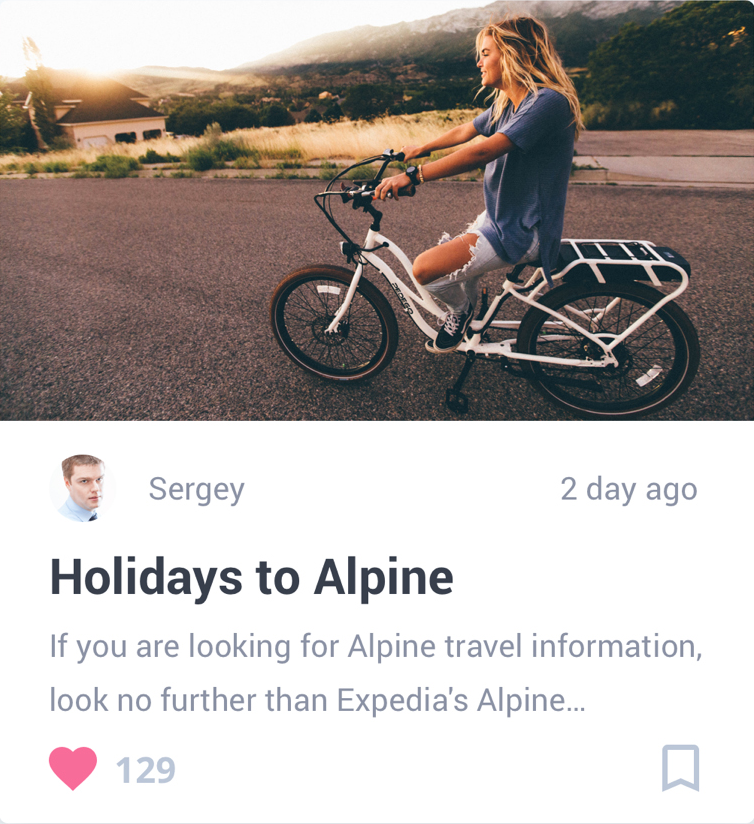 Sergey
2 day ago
Holidays to Alpine
If you are looking for Alpine travel information,
look no further than Expedia's Alpine...
129